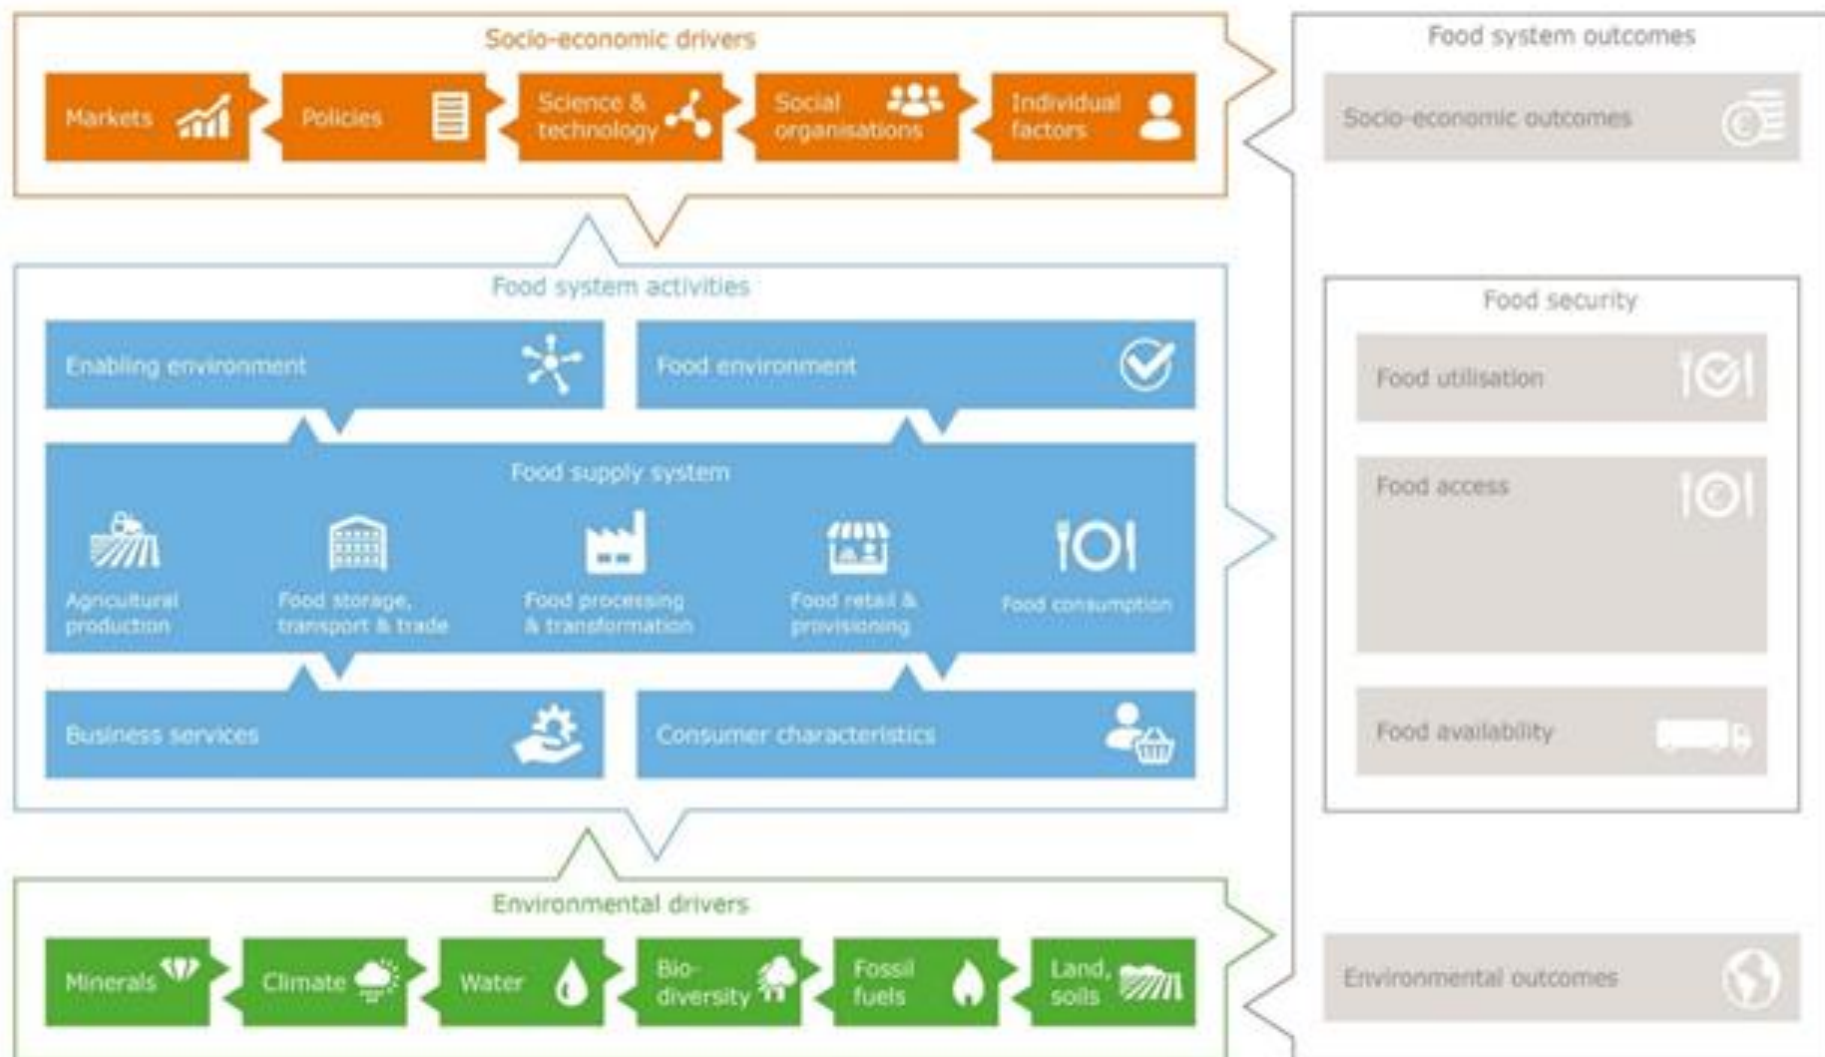 Socio-economic drivers
Markets
Policies
Science &
technology
Social
organisations
Individual
factors
Food system activities
Enabling environment
Food environment
Food supply system
Agricultural
production
Food storage,
transport & trade
Food processing
& transformation
Food retail &
provisioning
Food consumption
Business services
Consumer characteristics
Environmental drivers
Minerals
Climate
Water
Bio-
diversity
Fossil
fuels
Land,
soils
Food system outcomes
Socio-economic outcomes
Food security
Food utilisation
Food access
Food availability
Environmental outcomes